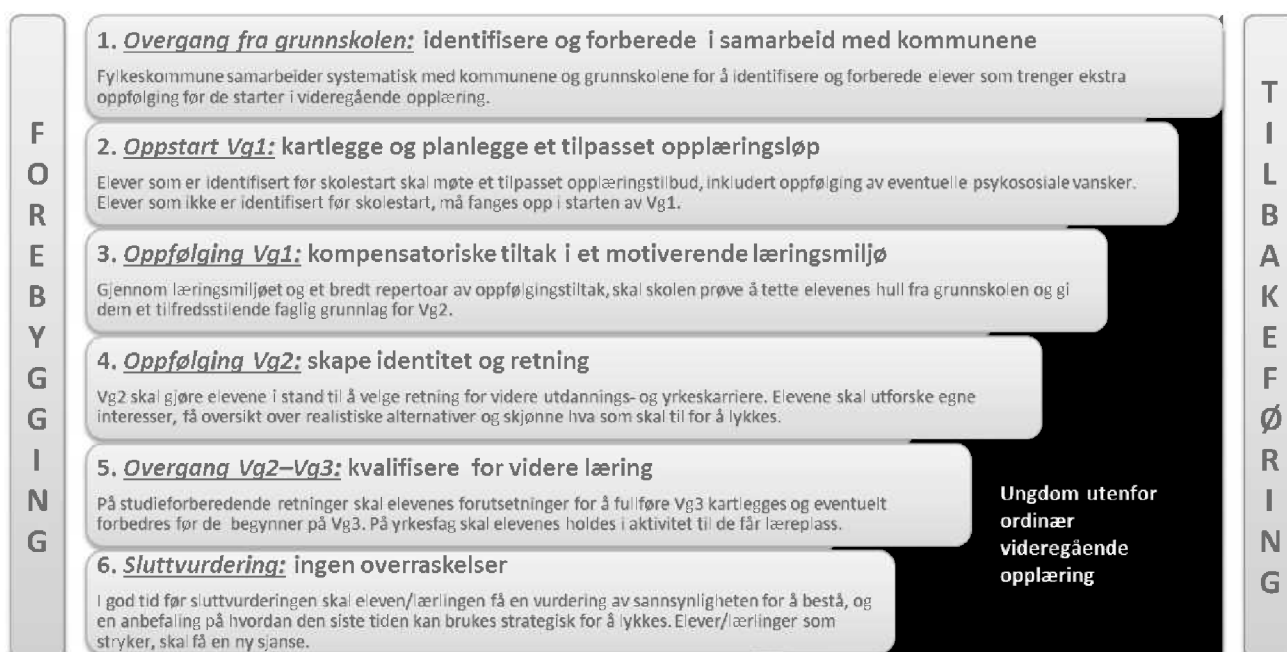 FOREBYGGING
1. Overgang fra grunnskolen: identifisere og forberede i samarbeid med kommunene
Fylkeskommune samarbeider systematisk med kommunene og grunnskolene for å identifisere og forberede elever som trenger ekstra
oppfølging før de starter i videregående opplæring.
2. Oppstart Vg1: kartlegge og planlegge et tilpasset opplæringsløp
Elever som er identifisert før skolestart skal møte et tilpasset opplæringstilbud, inkludert oppfølging av eventuelle psykososiale vansker.
Elever som ikke er identifisert før skolestart, må fanges opp i starten av Vg1.
3. Oppfølging Vg1: kompensatoriske tiltak i et motiverende læringsmiljø
Gjennom læringsmiljøet og et bredt repertoar av oppfølgingstiltak, skal skolen prøve å tette elevenes hull fra grunnskolen og gi
dem et tilfredsstilende faglig grunnlag for Vg2.
4. Oppfølging Vg2: skape identitet og retning
Vg2 skal gjøre elevene i stand til å velge retning for videre utdannings- og yrkeskarriere. Elevene skal utforske egne
interesser, få oversikt over realistiske alternativer og skjønne hva som skal til for å lykkes.
5. Overgang Vg2–Vg3: kvalifisere for videre læring
På studieforberedende retninger skal elevenes forutsetninger for å fullføre Vg3 kartlegges og eventuelt
forbedres før de begynner på Vg3. På yrkesfag skal elevenes holdes i aktivitet til de får læreplass.
6. Sluttvurdering: ingen overraskelser
I god tid før sluttvurderingen skal eleven/lærlingen få en vurdering av sannsynligheten for å bestå, og
en anbefaling på hvordan den siste tiden kan brukes strategisk for å lykkes. Elever/lærlinger som
stryker, skal få en ny sjanse.
Ungdom utenfor
ordinær
videregående
opplæring
TILBAKEFØRING